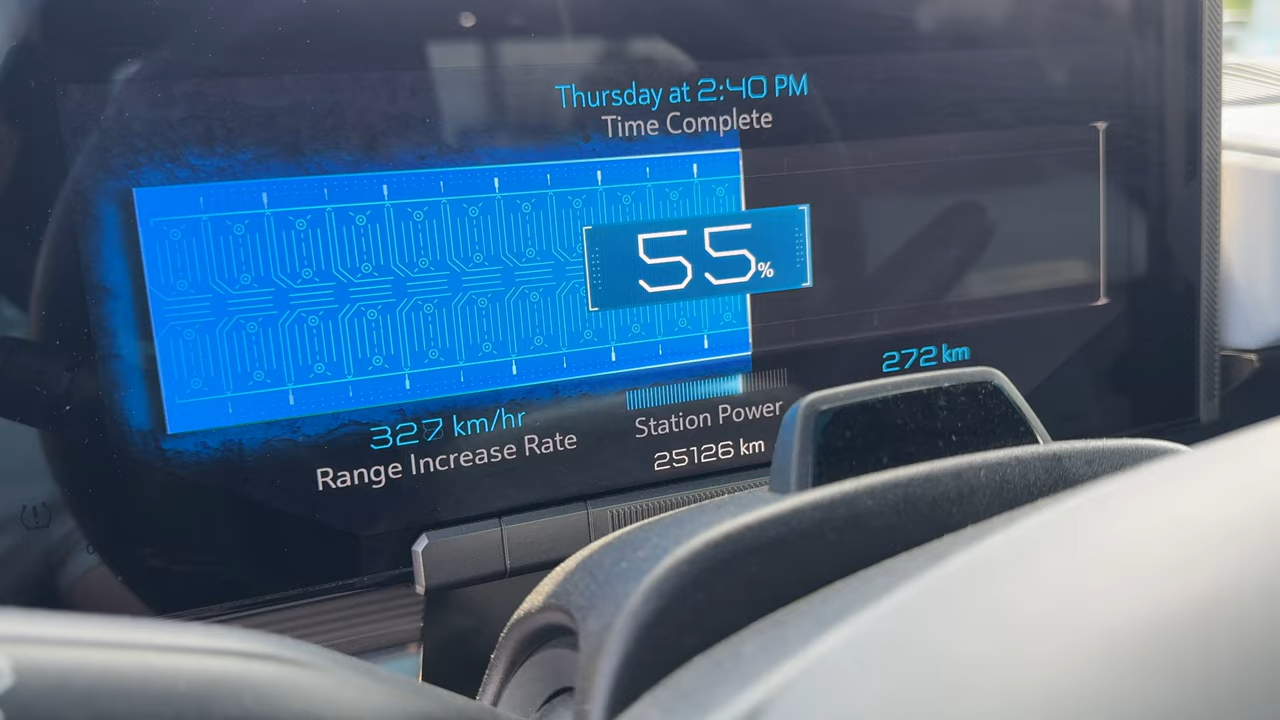 Thursday at 2:40 PM
Time Complete
55%
272 km
327 km/hr
Range Increase Rate
Station Power
25126 km